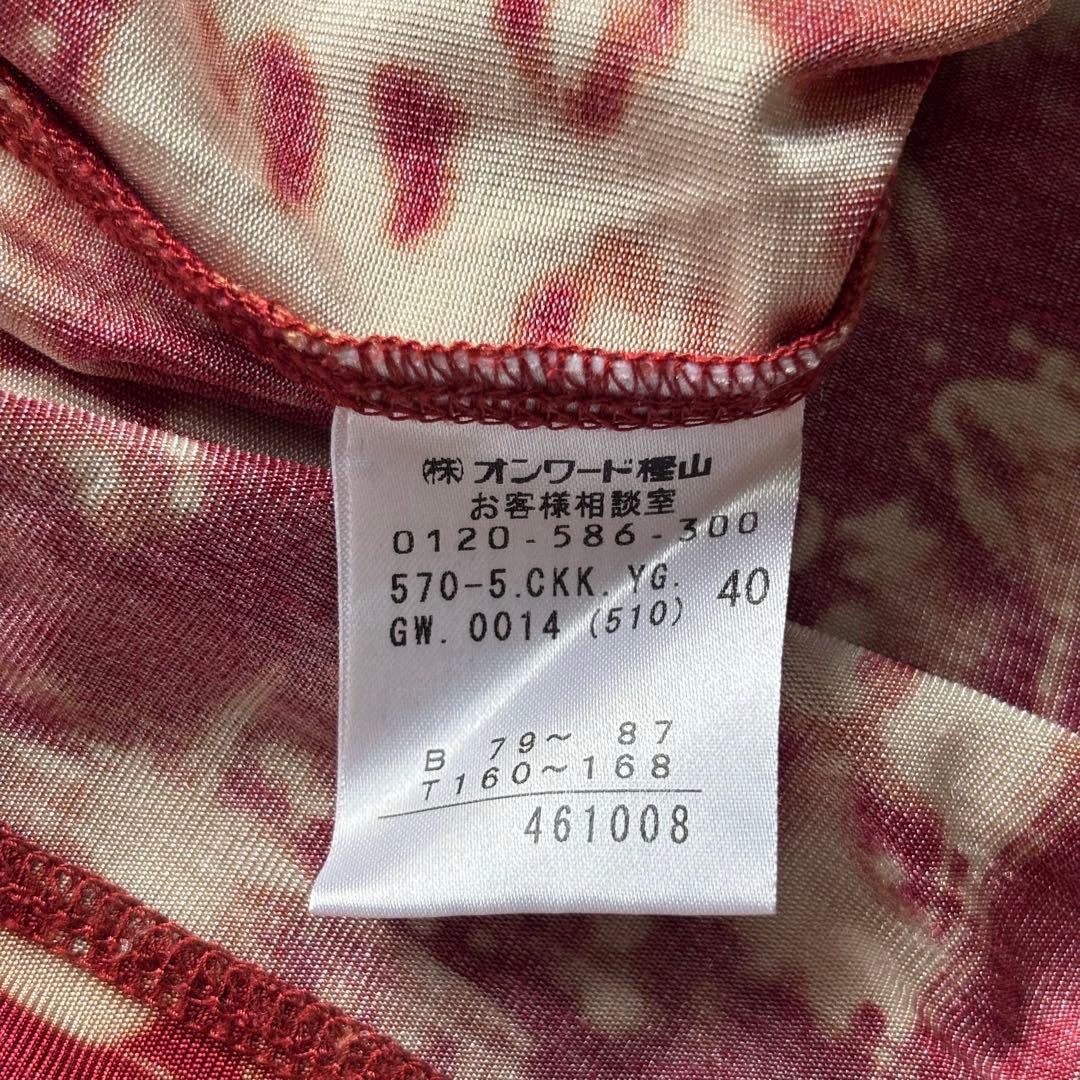 (株)オンワード樫山
お客様相談室
0120-586-300
570-5.CKK.YG. 40
GW.0014(510)
B 79〜 87
T160〜168
461008